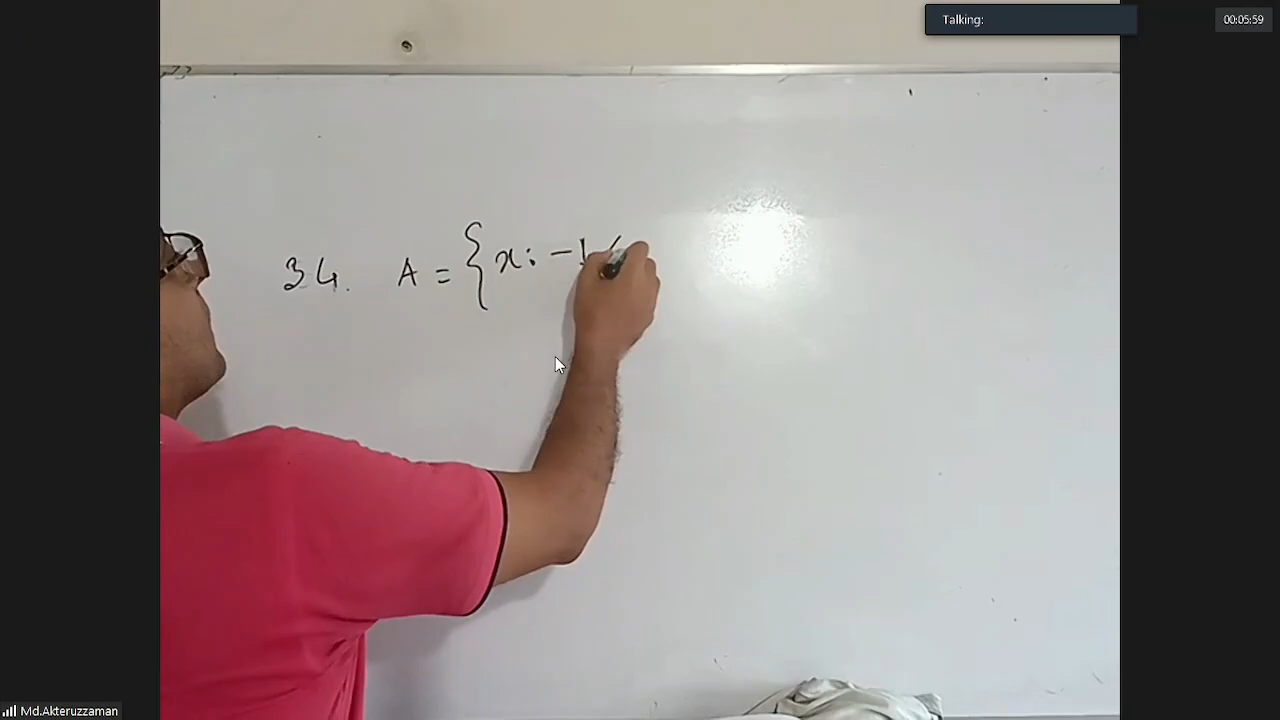 Talking:
00:05:59
34. A = {x: -1 <
Md.Akteruzzaman